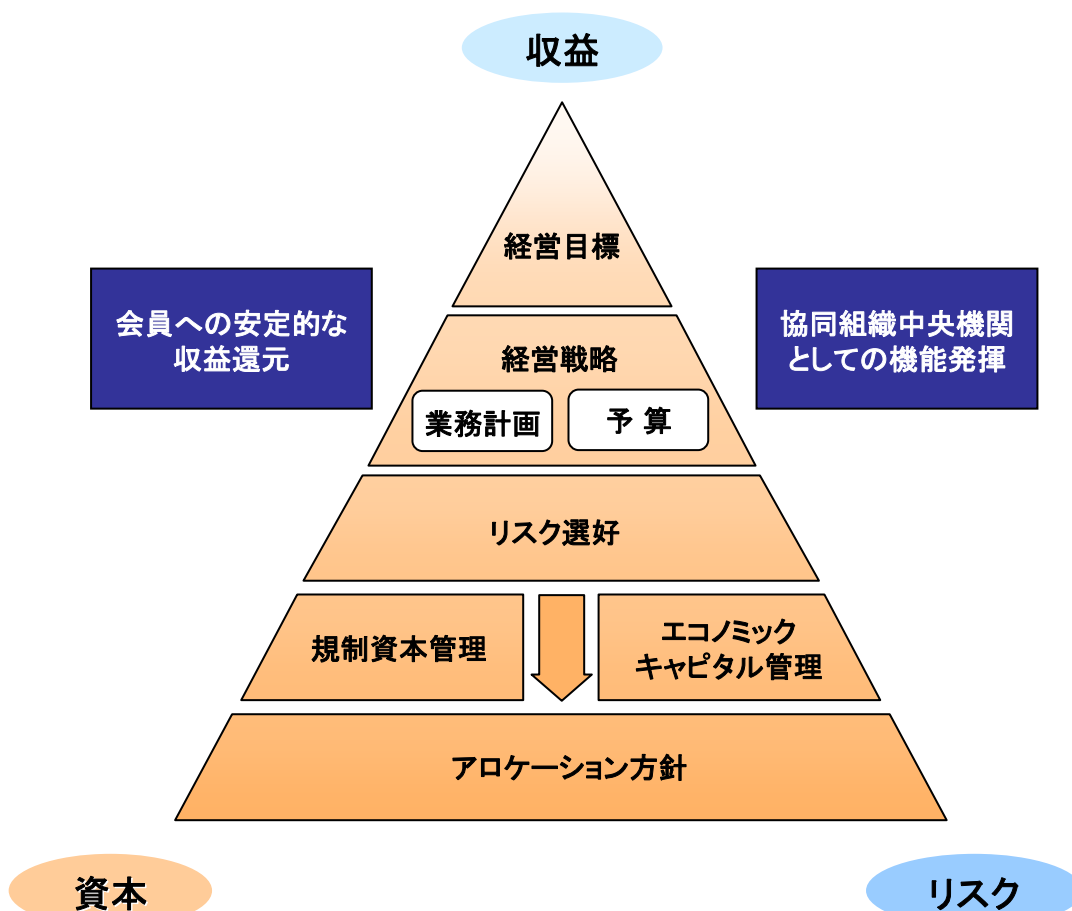 収益
経営目標
会員への安定的な
収益還元
協同組織中央機関
としての機能発揮
経営戦略
業務計画
予 算
リスク選好
規制資本管理
エコノミック
キャピタル管理
アロケーション方針
資本
リスク